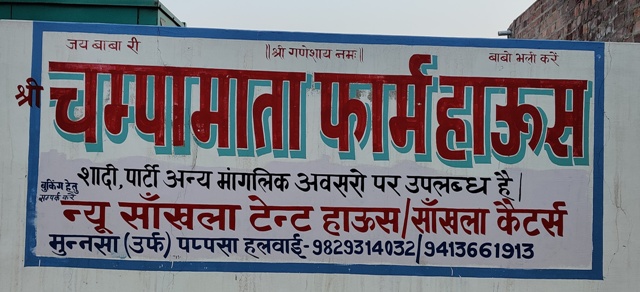 जय बाबा री ||श्री गणेशाय नमः|| बाबो भली करें
श्री चम्पामाता फार्म हाऊस
शादी, पार्टी अन्य मांगलिक अवसरो पर उपलब्ध है|
बुकिंग हेतु
सम्पर्क करें
न्यू साँखला टेन्ट हाऊस/साँखला कैटर्स
मुन्नसा (उर्फ) पप्पसा हलवाई-9829314032/9413661913